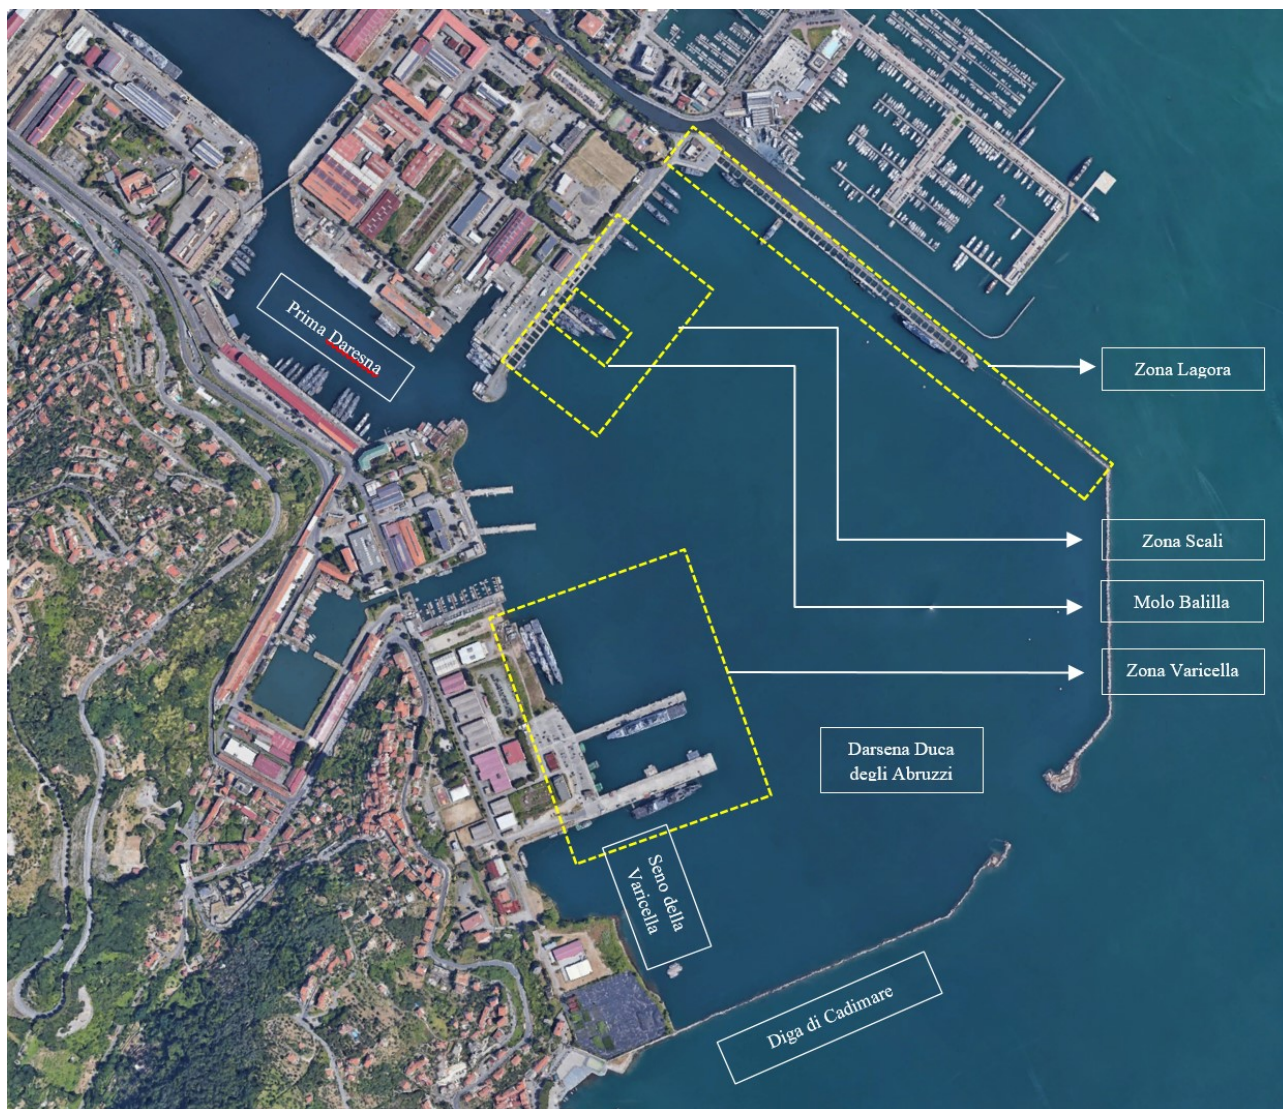 Prima Daresna
Zona Lagora
Zona Scali
Molo Balilla
Zona Varicella
Darsena Duca
degli Abruzzi
Seno della
Varicella
Diga di Cadimare